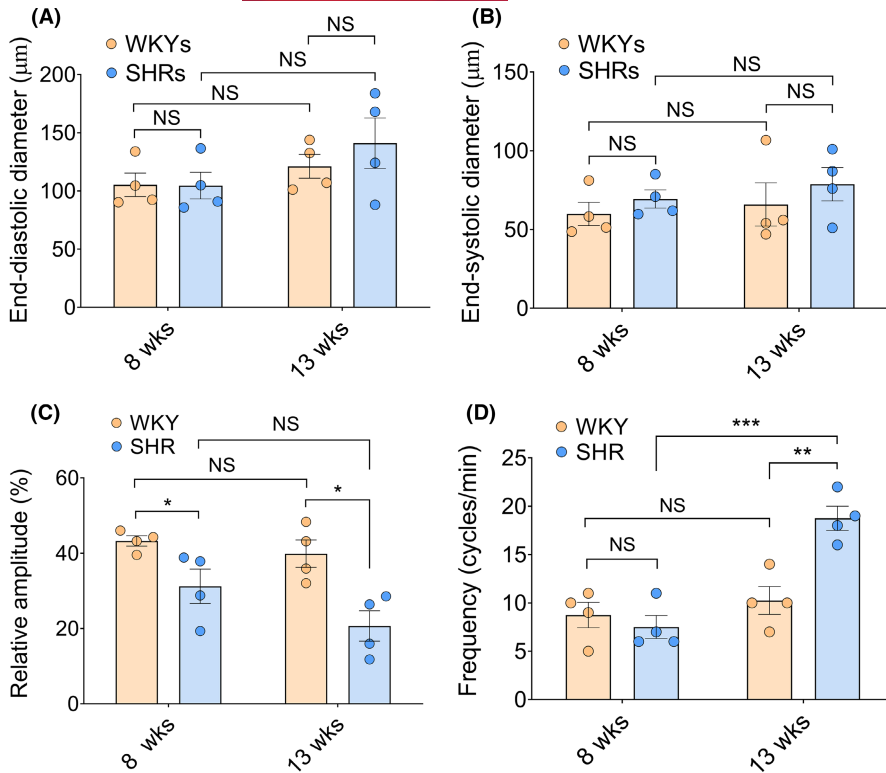 (A)
WKYs
SHRs
NS
NS
NS
NS
End-diastolic diameter (μm)
200
150
100
50
0
8 wks
13 wks
(B)
WKYs
SHRs
NS
NS
NS
NS
End-systolic diameter (μm)
150
100
50
0
8 wks
13 wks
(C)
WKY
SHR
NS
NS
*
*
Relative amplitude (%)
60
40
20
0
8 wks
13 wks
(D)
WKY
SHR
***
**
NS
NS
Frequency (cycles/min)
25
20
15
10
5
0
8 wks
13 wks